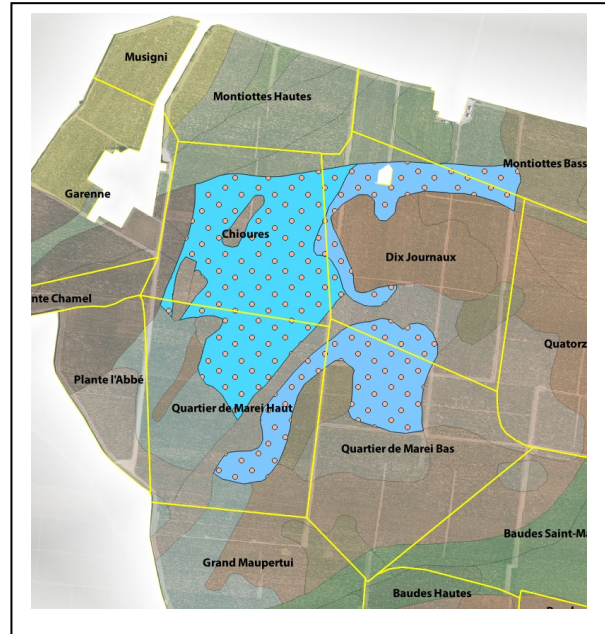 Musigni
Montiottes Hautes
Montiottes Bass
Garenne
Chioures
Dix Journaux
nte Chamel
Quatorz
Plante l'Abbé
Quartier de Marei Haut
Quartier de Marei Bas
Baudes Saint-Ma
Grand Maupertui
Baudes Hautes